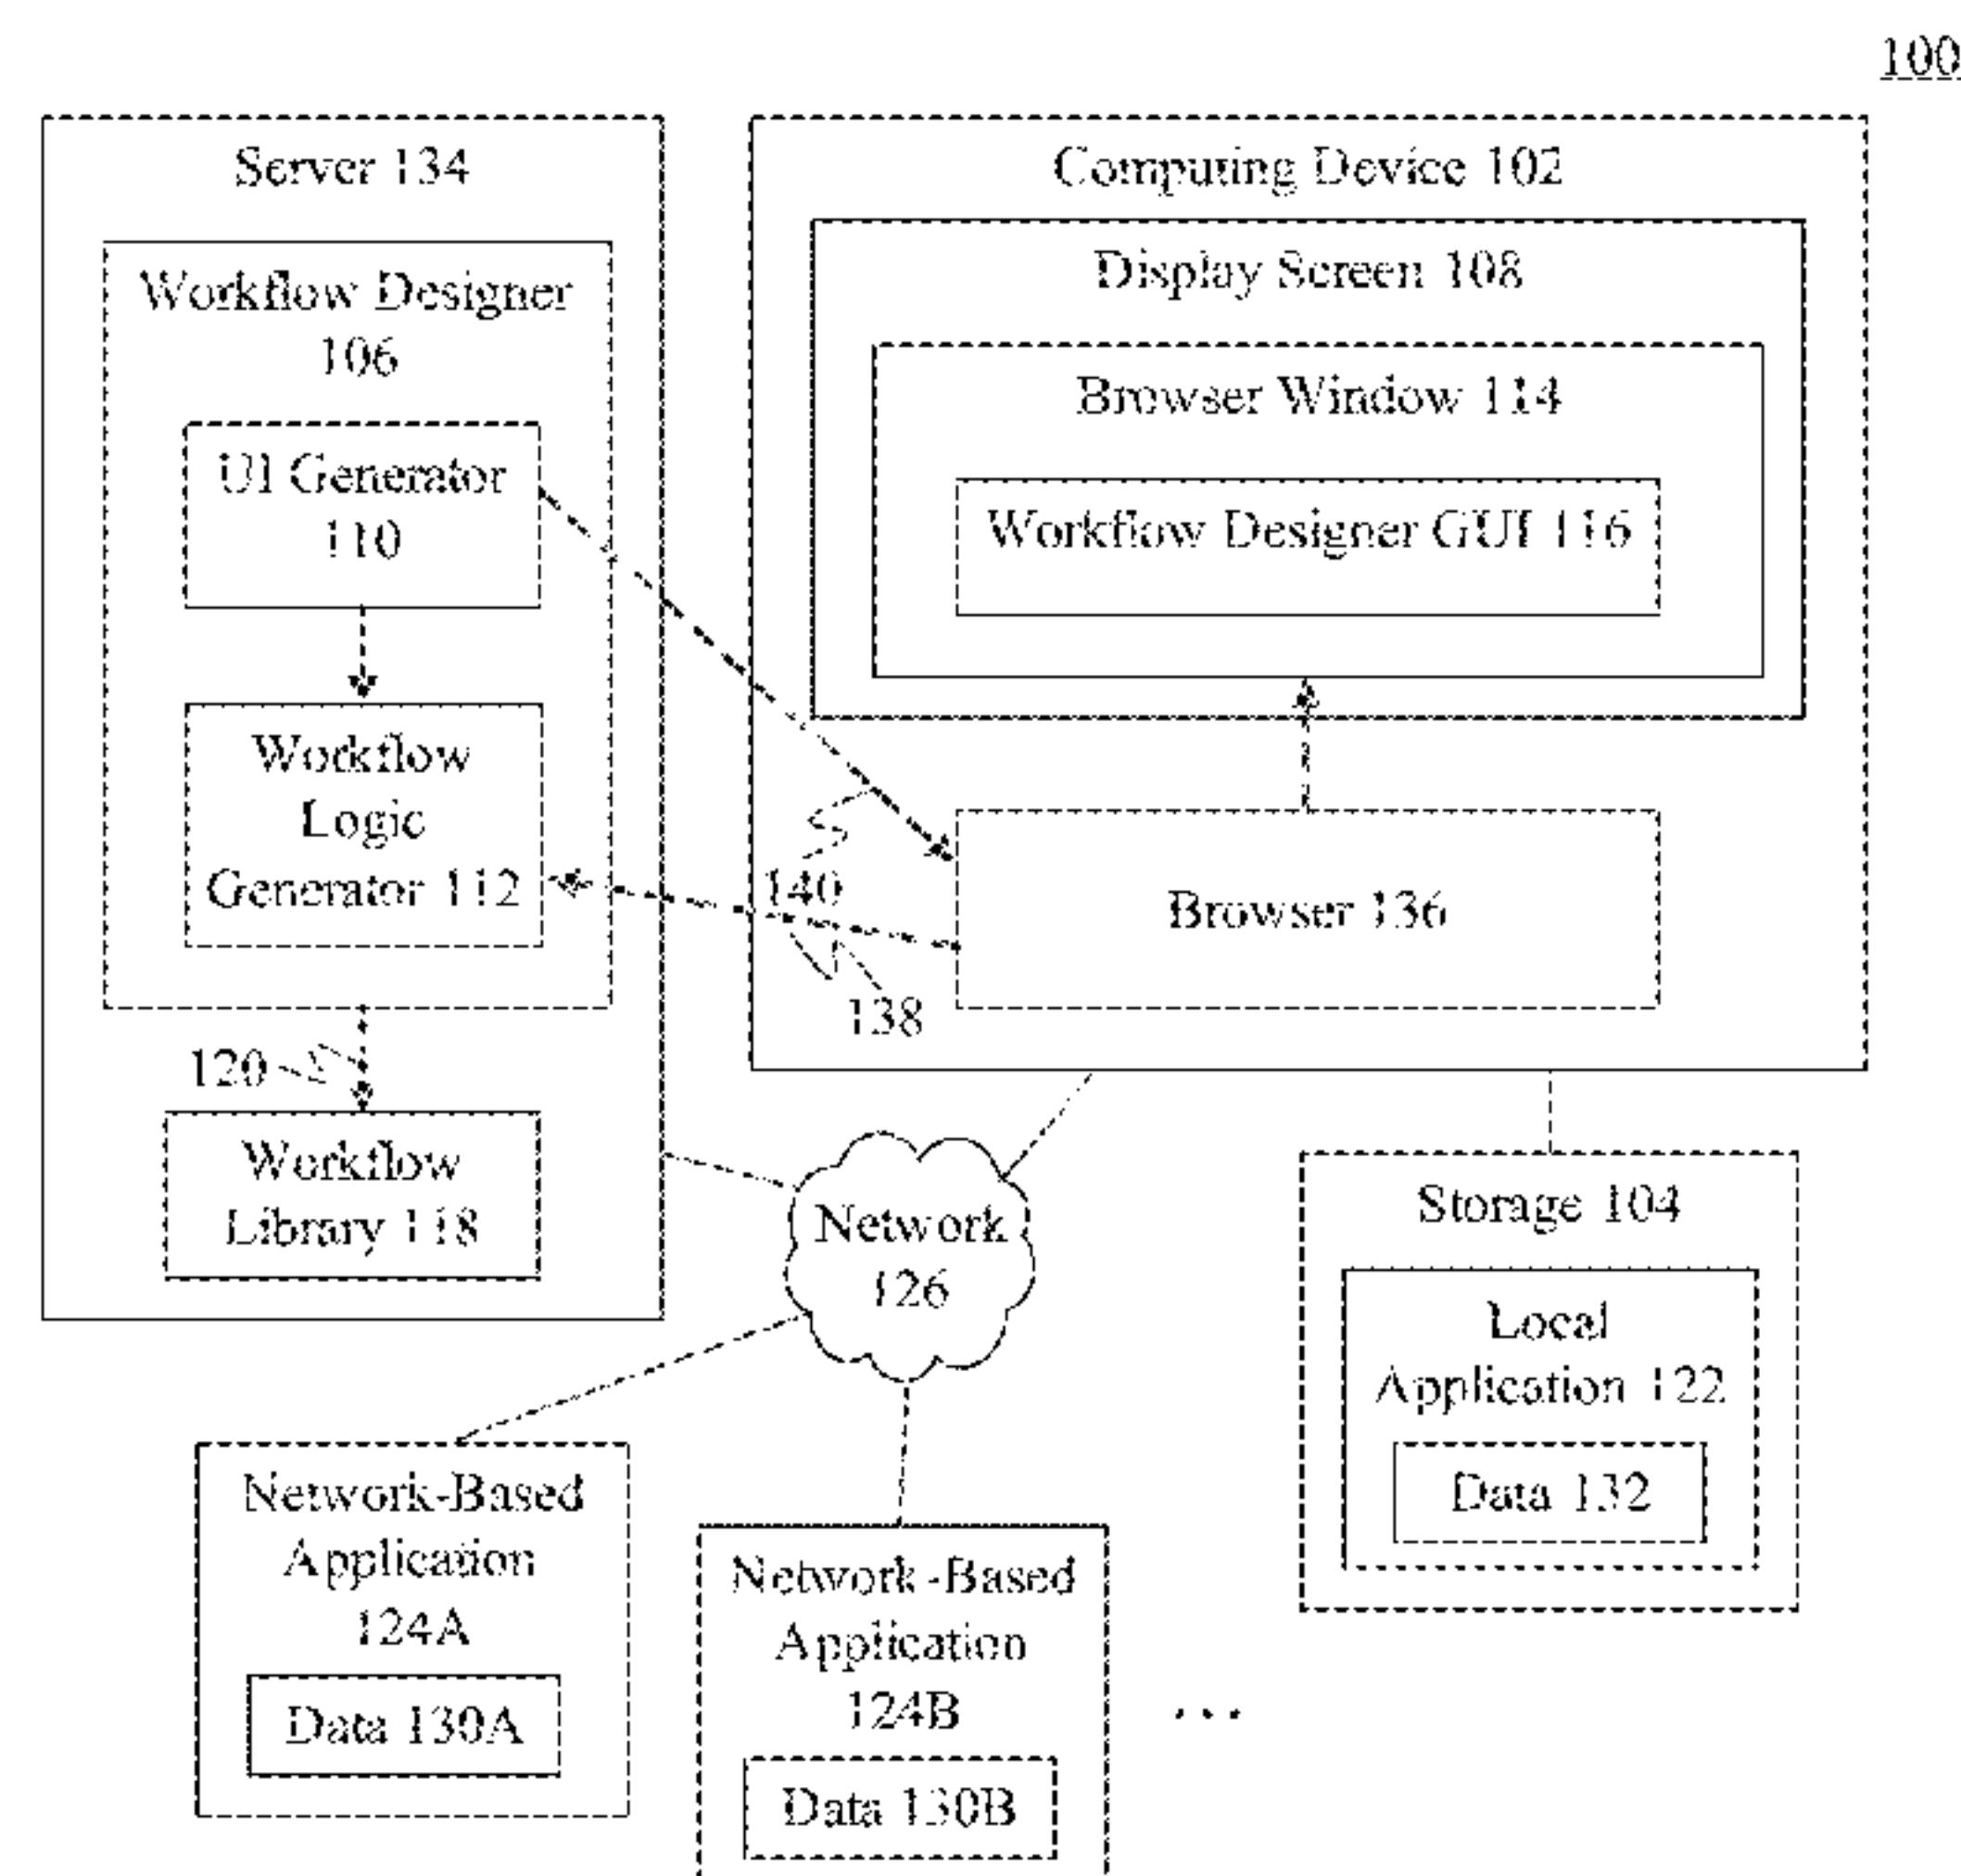 100
Server 134
Workflow Designer
106
UI Generator
110
Workflow
Logic
Generator 112
120
Workflow
Library 118
Computing Device 102
Display Screen 108
Browser Window 114
Workflow Designer GUI 116
140
Browser 136
138
Network
126
Storage 104
Local
Application 122
Data 132
Network-Based
Application
124A
Data 130A
Network-Based
Application
124B
Data 130B
...